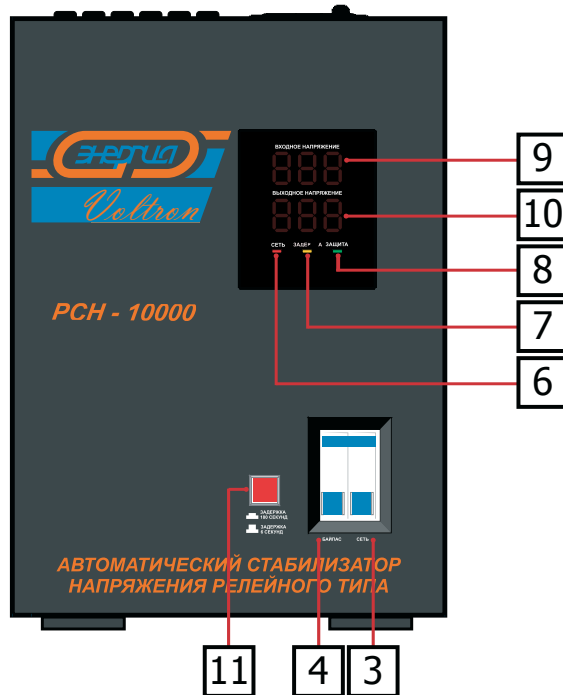 энергия
Voltron
ВХОДНОЕ НАПРЯЖЕНИЕ
888
ВЫХОДНОЕ НАПРЯЖЕНИЕ
888
СЕТЬ ЗАДЕР А ЗАЩИТА
9
10
8
7
6
РСН - 10000
ЗАДЕРЖКА
180 СЕКУНД
ЗАДЕРЖКА
6 СЕКУНД
БАЙПАС СЕТЬ
АВТОМАТИЧЕСКИЙ СТАБИЛИЗАТОР
НАПРЯЖЕНИЯ РЕЛЕЙНОГО ТИПА
11 4 3